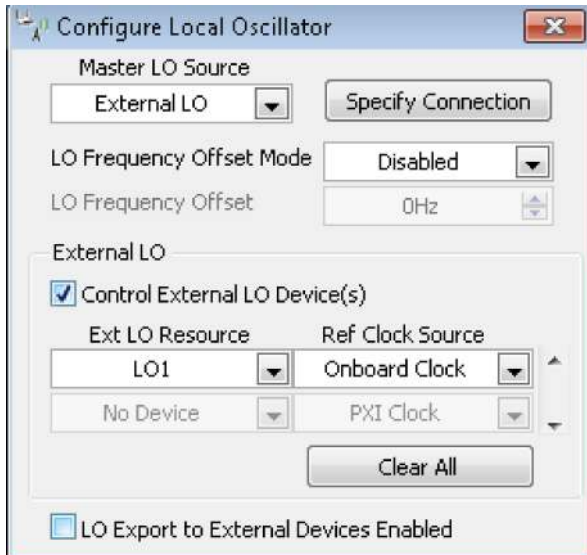 Configure Local Oscillator
Master LO Source
External LO
Specify Connection
LO Frequency Offset Mode
Disabled
LO Frequency Offset
0Hz
External LO
Control External LO Device(s)
Ext LO Resource Ref Clock Source
LO1 Onboard Clock
No Device PXI Clock
Clear All
LO Export to External Devices Enabled